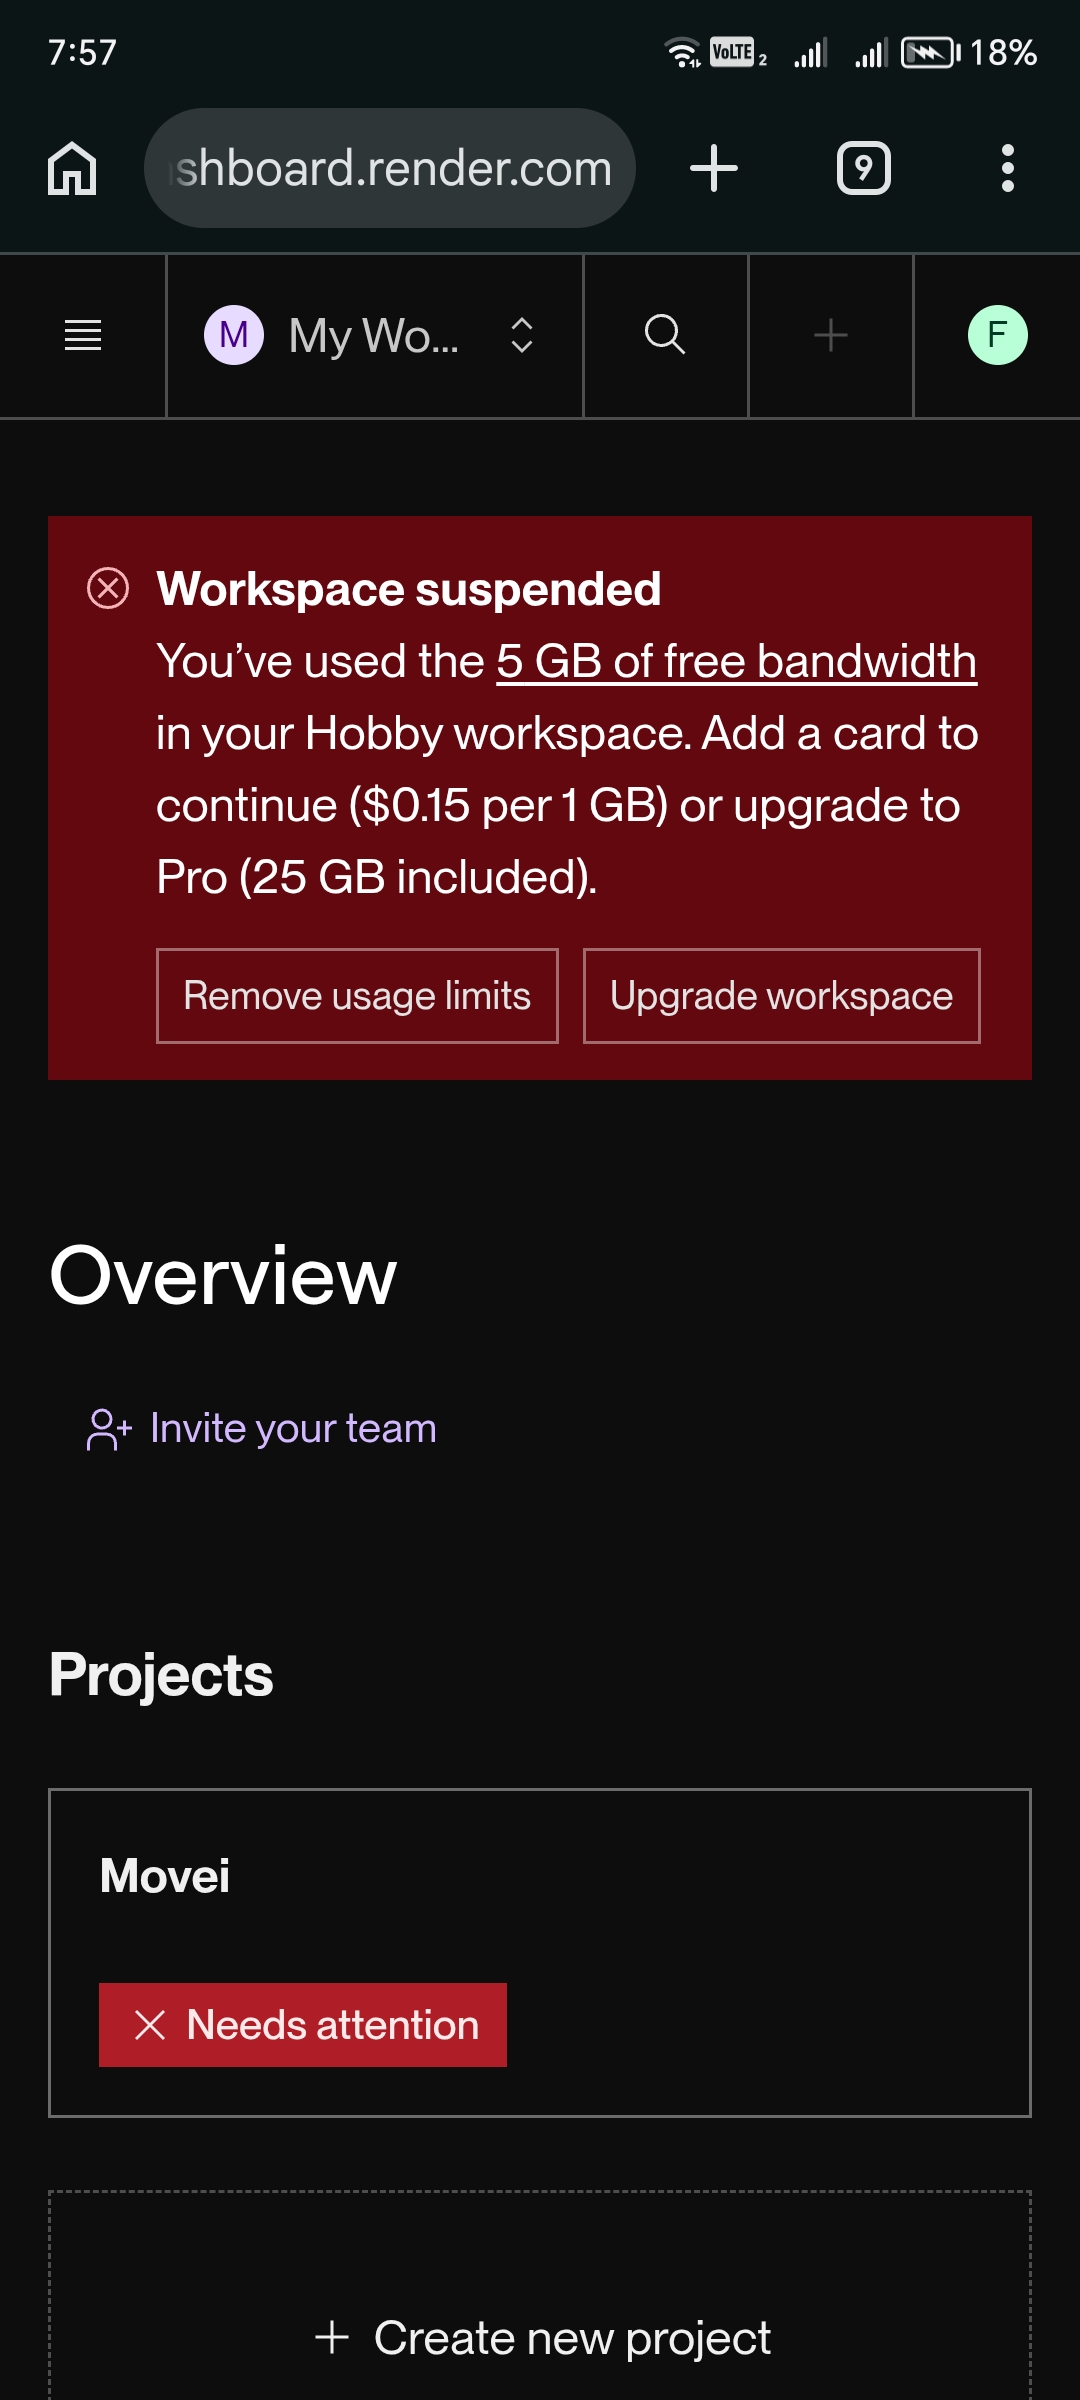 7:57
VoLTE 2
18%
shboard.render.com
9
M
My Wo...
F
Workspace suspended
You’ve used the 5 GB of free bandwidth
in your Hobby workspace. Add a card to
continue ($0.15 per 1 GB) or upgrade to
Pro (25 GB included).
Remove usage limits
Upgrade workspace
Overview
Invite your team
Projects
Movei
Needs attention
Create new project